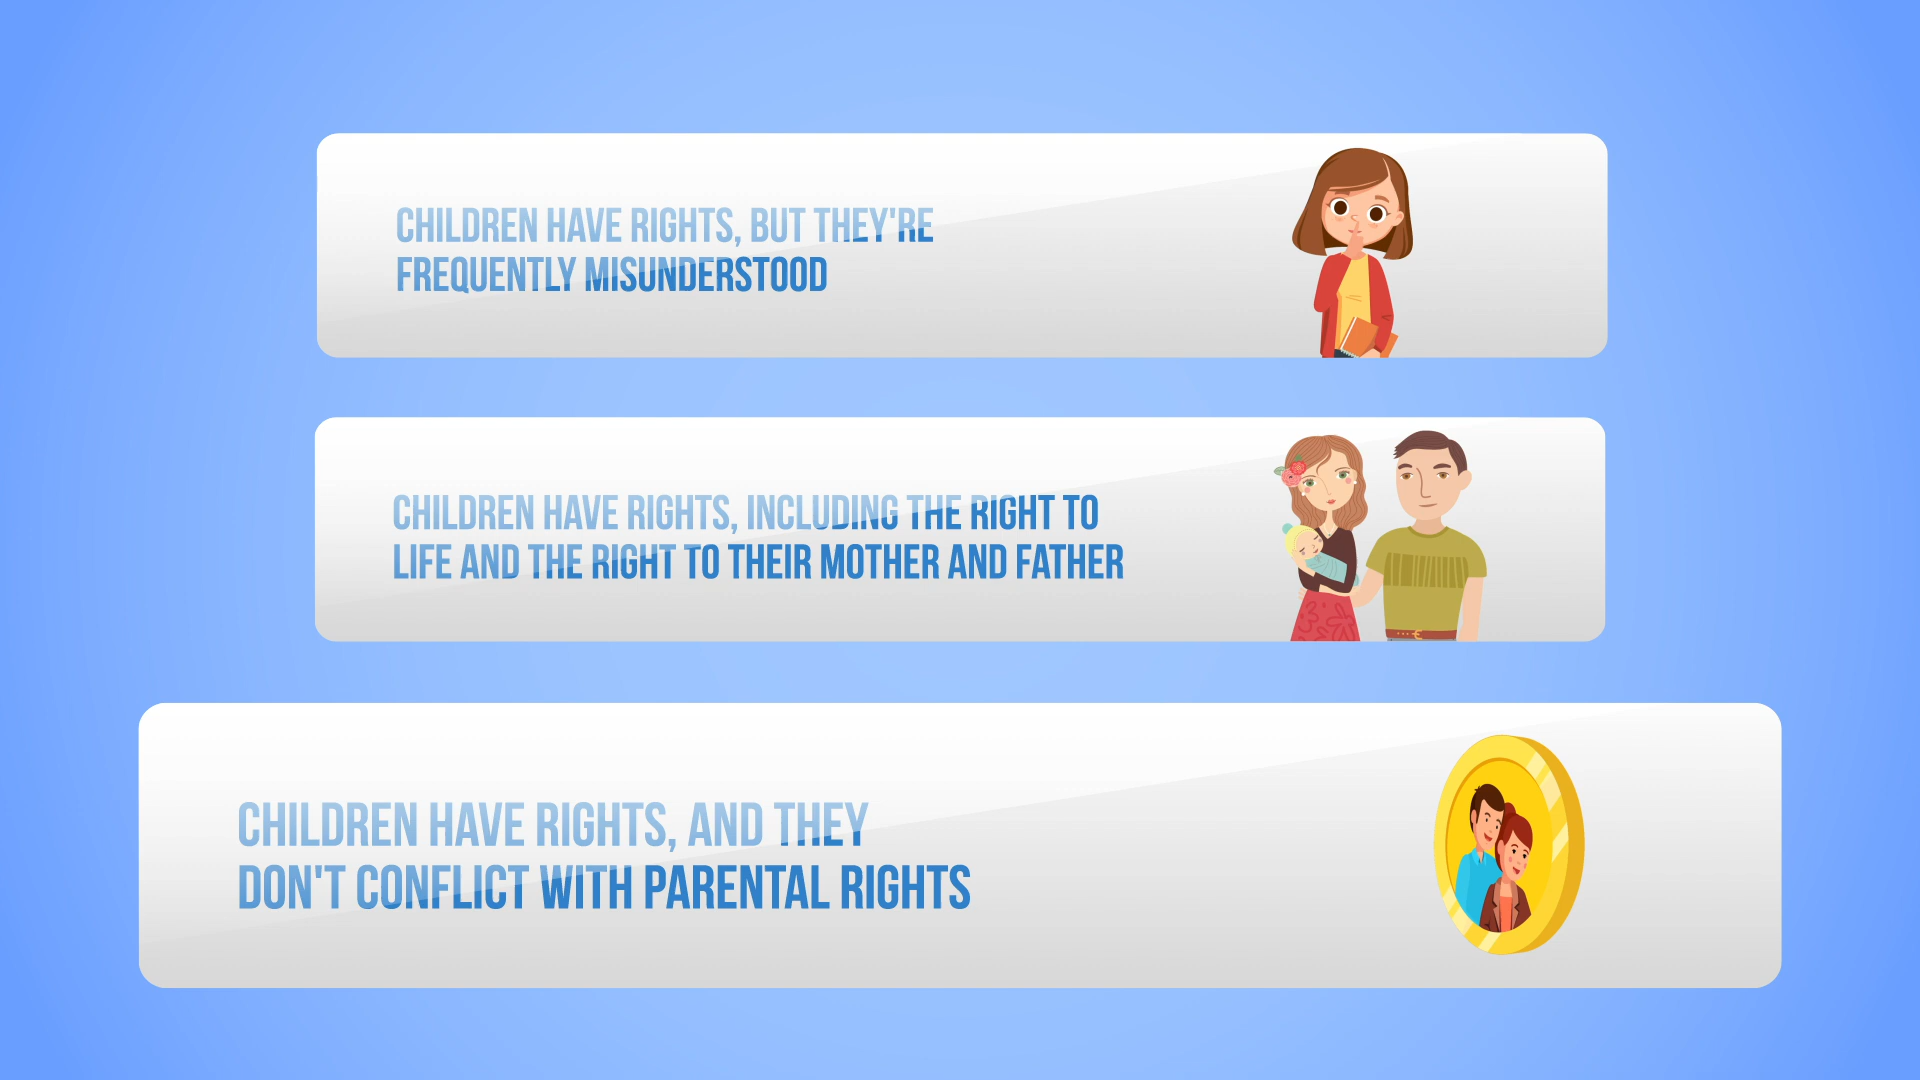 CHILDREN HAVE RIGHTS, BUT THEY'RE
FREQUENTLY MISUNDERSTOOD
CHILDREN HAVE RIGHTS, INCLUDING THE RIGHT TO
LIFE AND THE RIGHT TO THEIR MOTHER AND FATHER
CHILDREN HAVE RIGHTS, AND THEY
DON'T CONFLICT WITH PARENTAL RIGHTS